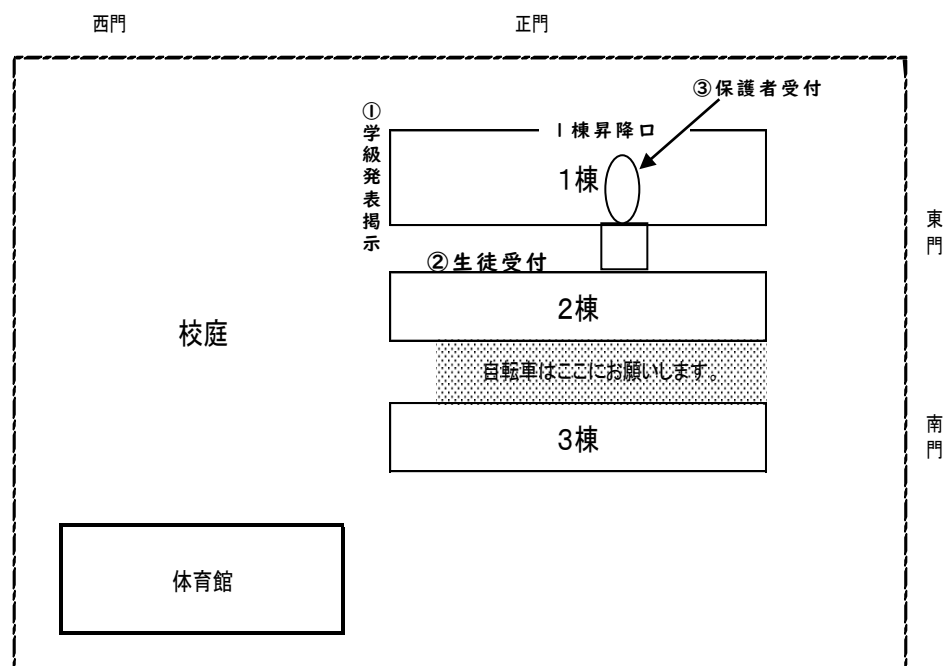 西門
正門
③保護者受付
①学級発表掲示
1棟昇降口
1棟
東門
②生徒受付
2棟
校庭
自転車はここにお願いします。
南門
3棟
体育館